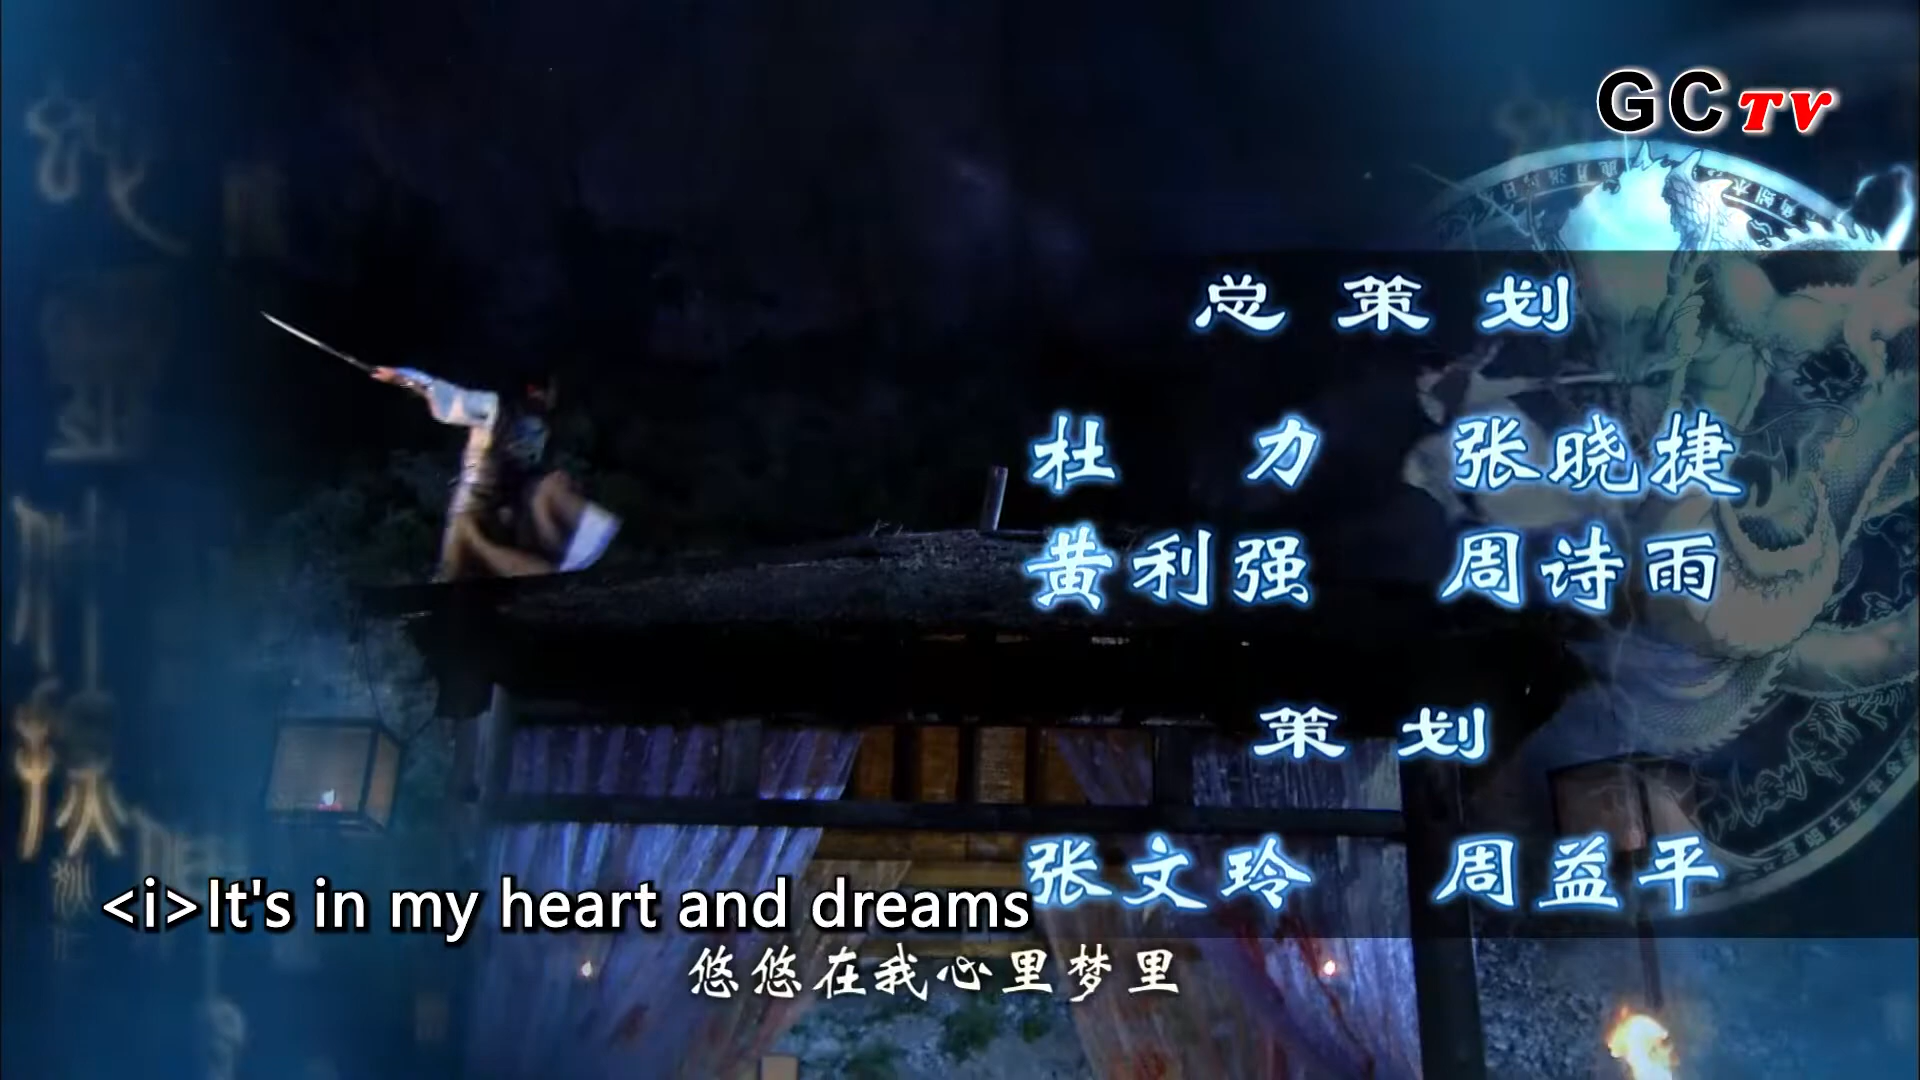 GCTV
总策划
杜力 张晓捷
黄利强 周诗雨
策划
张文玲 周益平
<i>It's in my heart and dreams
悠悠在我心里梦里